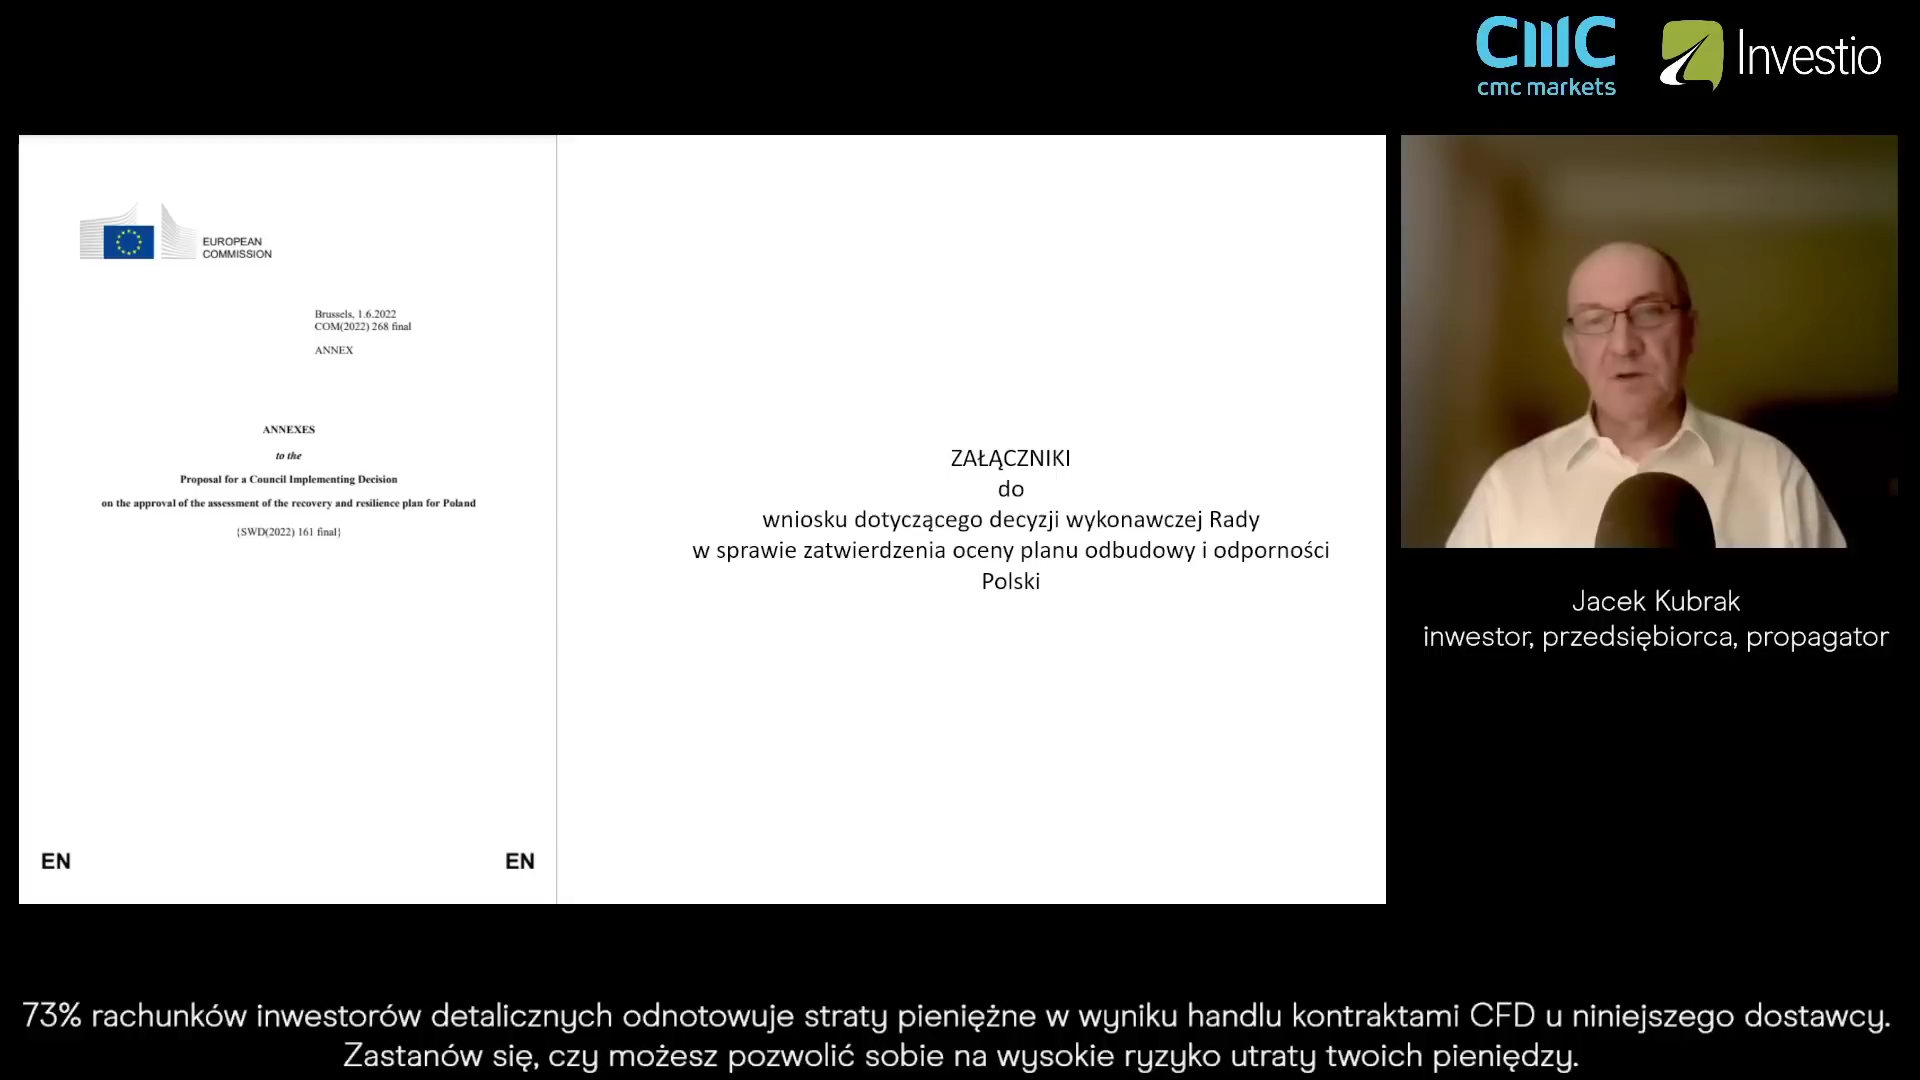 CMC
cmc markets
Investio
EUROPEAN
COMMISSION
Brussels, 1.6.2022
COM(2022) 268 final
ANNEX
ANNEXES
to the
Proposal for a Council Implementing Decision
on the approval of the assessment of the recovery and resilience plan for Poland
{SWD(2022) 161 final}
EN
EN
ZAŁĄCZNIKI
do
wniosku dotyczącego decyzji wykonawczej Rady
w sprawie zatwierdzenia oceny planu odbudowy i odporności
Polski
Jacek Kubrak
inwestor, przedsiębiorca, propagator
73% rachunków inwestorów detalicznych odnotowuje straty pieniężne w wyniku handlu kontraktami CFD u niniejszego dostawcy.
Zastanów się, czy możesz pozwolić sobie na wysokie ryzyko utraty twoich pieniędzy.